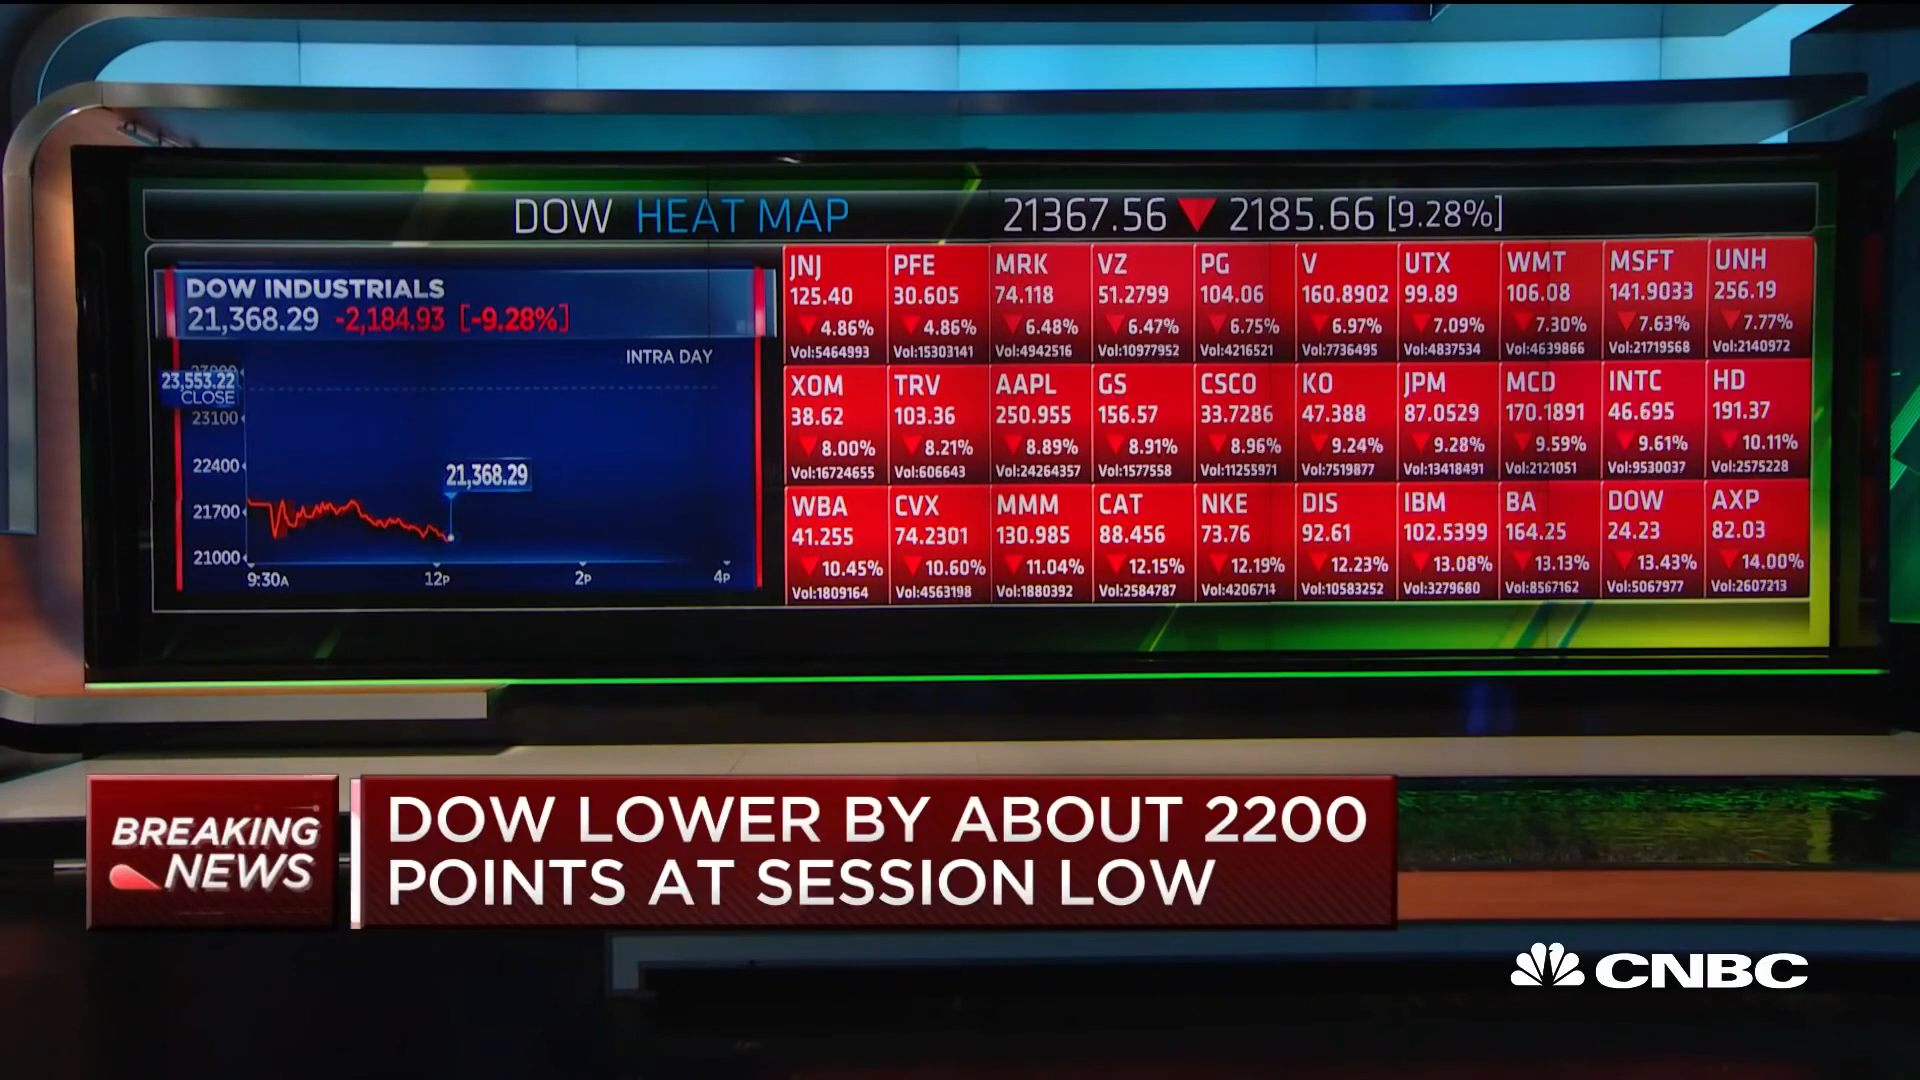 DOW HEAT MAP 21367.56 ▼ 2185.66 [9.28%]
DOW INDUSTRIALS
21,368.29 -2,184.93 [-9.28%]
INTRA DAY
23,553.22
CLOSE
23100
22400
21700
21000
21,368.29
9:30A 12P 2P 4P
JNJ PFE MRK VZ PG V UTX WMT MSFT UNH
125.40 30.605 74.118 51.2799 104.06 160.8902 99.89 106.08 141.9033 256.19
▼ 4.86% ▼ 4.86% ▼ 6.48% ▼ 6.47% ▼ 6.75% ▼ 6.97% ▼ 7.09% ▼ 7.30% ▼ 7.63% ▼ 7.77%
Vol:5464993 Vol:15303141 Vol:4942516 Vol:10977952 Vol:4216521 Vol:7736495 Vol:4837534 Vol:4639866 Vol:21719568 Vol:2140972
XOM TRV AAPL GS CSCO KO JPM MCD INTC HD
38.62 103.36 250.955 156.57 33.7286 47.388 87.0529 170.1891 46.695 191.37
▼ 8.00% ▼ 8.21% ▼ 8.89% ▼ 8.91% ▼ 8.96% ▼ 9.24% ▼ 9.28% ▼ 9.59% ▼ 9.61% ▼ 10.11%
Vol:16724655 Vol:606643 Vol:24264357 Vol:1577558 Vol:11255971 Vol:7519877 Vol:13418491 Vol:2121051 Vol:9530037 Vol:2575228
WBA CVX MMM CAT NKE DIS IBM BA DOW AXP
41.255 74.2301 130.985 88.456 73.76 92.61 102.5399 164.25 24.23 82.03
▼ 10.45% ▼ 10.60% ▼ 11.04% ▼ 12.15% ▼ 12.19% ▼ 12.23% ▼ 13.08% ▼ 13.13% ▼ 13.43% ▼ 14.00%
Vol:1809164 Vol:4563198 Vol:1880392 Vol:2584787 Vol:4206714 Vol:10583252 Vol:3279680 Vol:8567162 Vol:5067977 Vol:2607213
BREAKING
NEWS
DOW LOWER BY ABOUT 2200
POINTS AT SESSION LOW
CNBC